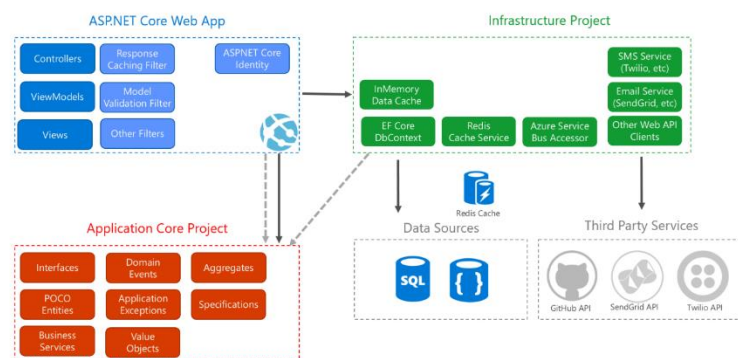 ASP.NET Core Web App
Controllers
Response
Caching Filter
ASP.NET Core
Identity
ViewModels
Model
Validation Filter
Views
Other Filters
Infrastructure Project
SMS Service
(Twilio, etc)
InMemory
Data Cache
Email Service
(SendGrid, etc)
EF Core
DbContext
Redis
Cache Service
Azure Service
Bus Accessor
Other Web API
Clients
Redis Cache
Application Core Project
Interfaces
Domain
Events
Aggregates
POCO
Entities
Application
Exceptions
Specifications
Business
Services
Value
Objects
Data Sources
SQL
{ }
Third Party Services
GitHub API
SendGrid API
Twilio API